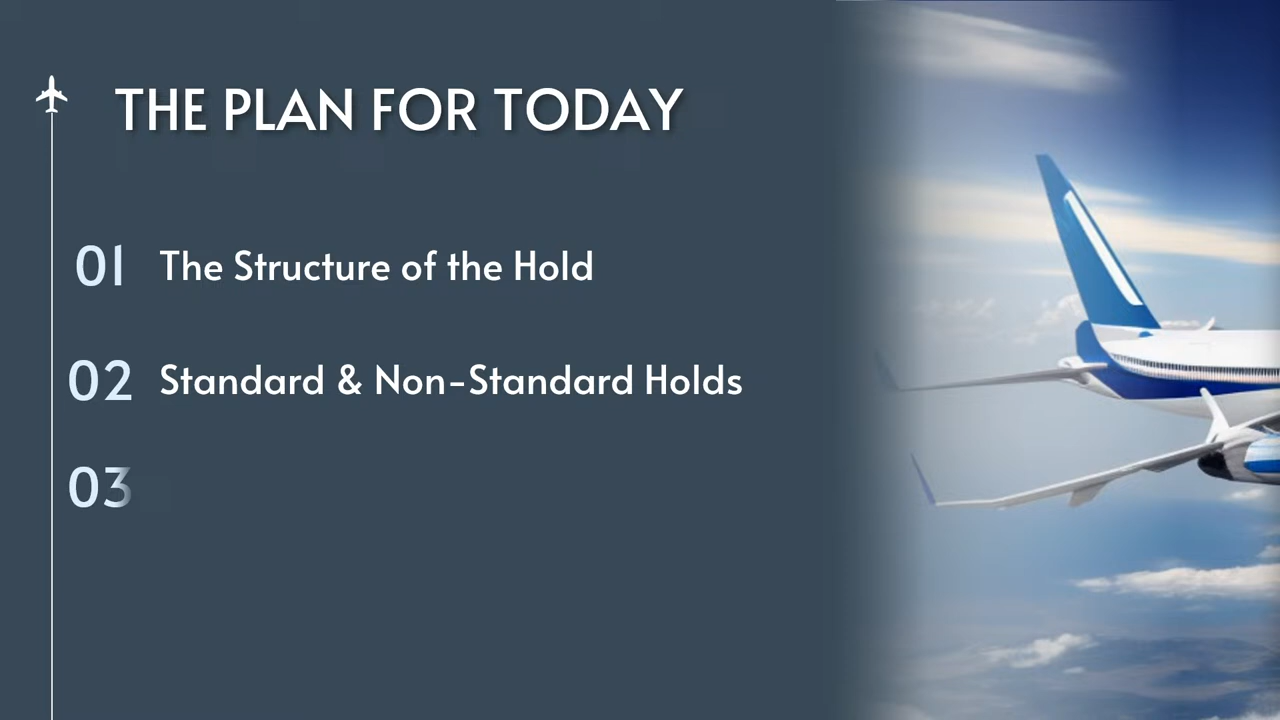 THE PLAN FOR TODAY
01 The Structure of the Hold
02 Standard & Non-Standard Holds
03